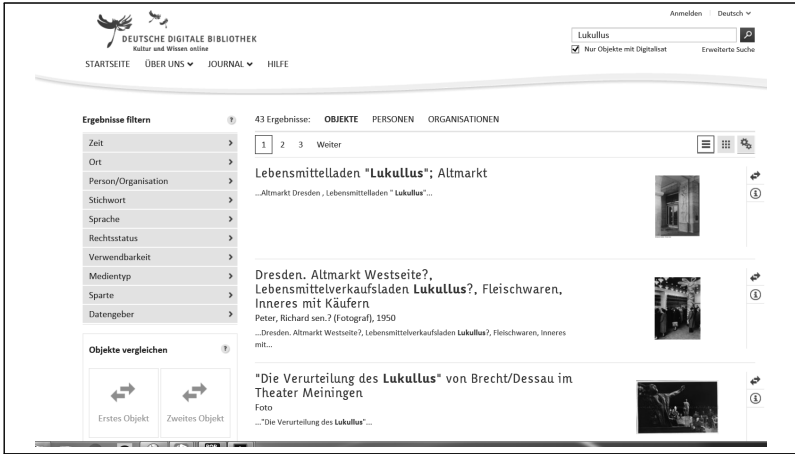 Anmelden Deutsch
DEUTSCHE DIGITALE BIBLIOTHEK
Kultur und Wissen online
Lukullus
Nur Objekte mit Digitalisat Erweiterte Suche
STARTSEITE ÜBER UNS JOURNAL HILFE
Ergebnisse filtern ?
Zeit
Ort
Person/Organisation
Stichwort
Sprache
Rechtsstatus
Verwendbarkeit
Medientyp
Sparte
Datengeber
Objekte vergleichen ?
Erstes Objekt Zweites Objekt
43 Ergebnisse: OBJEKTE PERSONEN ORGANISATIONEN
1 2 3 Weiter
Lebensmittelladen "Lukullus"; Altmarkt
...Altmarkt Dresden , Lebensmittelladen " Lukullus"...
Dresden. Altmarkt Westseite?,
Lebensmittelverkaufsladen Lukullus?, Fleischwaren,
Inneres mit Käufern
Peter, Richard sen.? (Fotograf), 1950
...Dresden. Altmarkt Westseite?, Lebensmittelverkaufsladen Lukullus?, Fleischwaren, Inneres
mit...
"Die Verurteilung des Lukullus" von Brecht/Dessau im
Theater Meiningen
Foto
..."Die Verurteilung des Lukullus"...